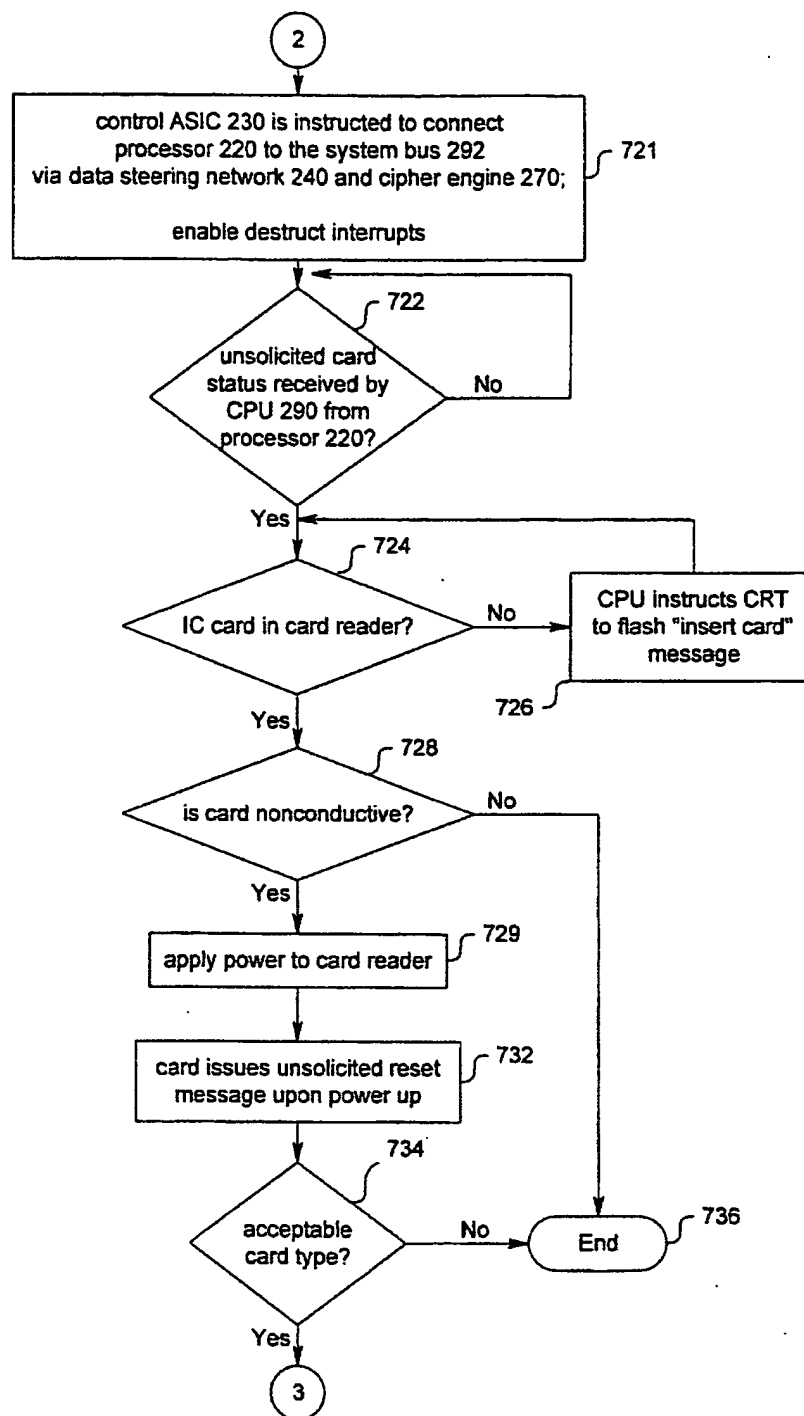 2
control ASIC 230 is instructed to connect
processor 220 to the system bus 292
via data steering network 240 and cipher engine 270;
enable destruct interrupts
721
722
unsolicited card
status received by
CPU 290 from
processor 220?
No
Yes
724
IC card in card reader?
No
CPU instructs CRT
to flash "insert card"
message
726
Yes
728
is card nonconductive?
No
Yes
729
apply power to card reader
732
card issues unsolicited reset
message upon power up
734
acceptable
card type?
No
End
736
Yes
3